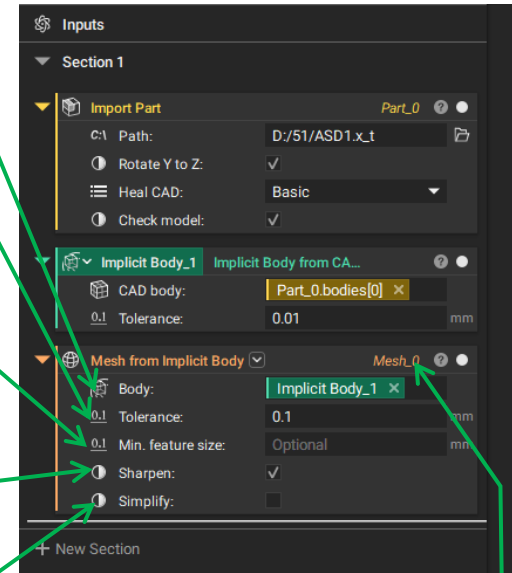 Inputs
Section 1
Import Part Part_0
C:\ Path: D:/51/ASD1.x_t
Rotate Y to Z:
Heal CAD: Basic
Check model:
Implicit Body_1 Implicit Body from CA...
CAD body: Part_0.bodies[0]
0.1 Tolerance: 0.01 mm
Mesh from Implicit Body Mesh_0
Body: Implicit Body_1
0.1 Tolerance: 0.1 mm
0.1 Min. feature size: Optional mm
Sharpen:
Simplify:
+ New Section